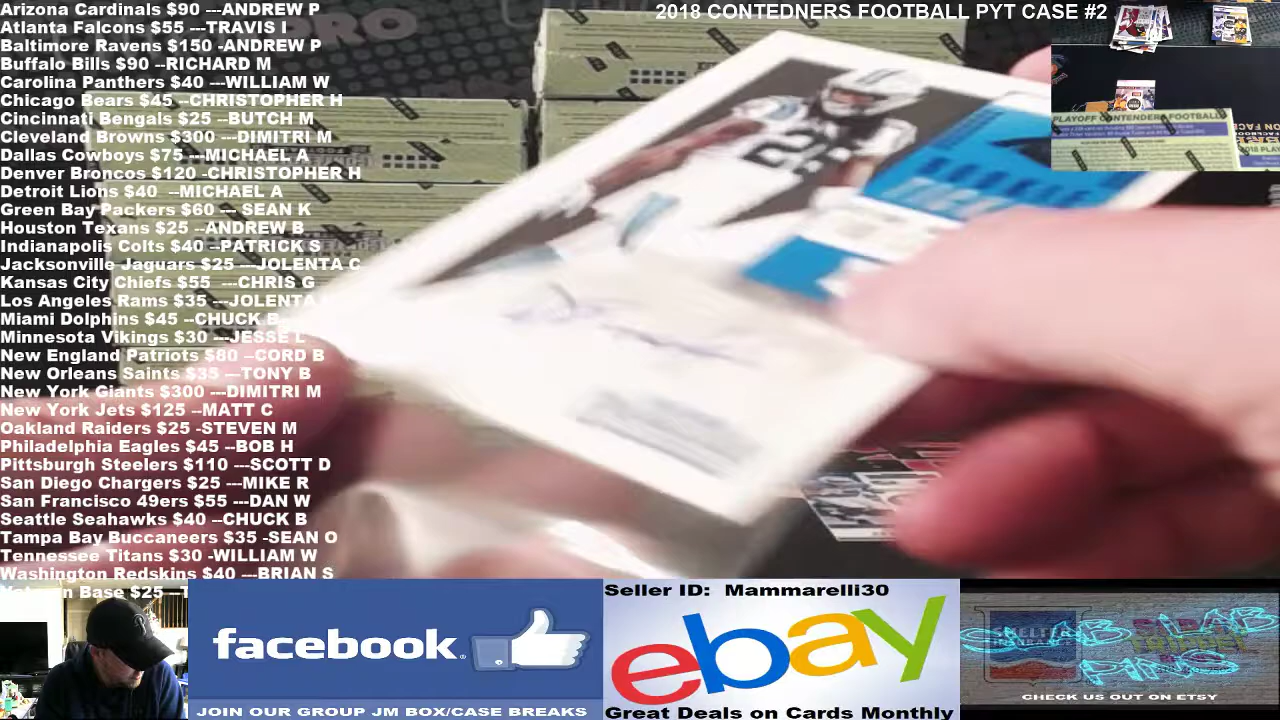 2018 CONTEDNERS FOOTBALL PYT CASE #2
Arizona Cardinals $90 ---ANDREW P
Atlanta Falcons $55 ---TRAVIS I
Baltimore Ravens $150 -ANDREW P
Buffalo Bills $90 --RICHARD M
Carolina Panthers $40 ---WILLIAM W
Chicago Bears $45 --CHRISTOPHER H
Cincinnati Bengals $25 --BUTCH M
Cleveland Browns $300 --DIMITRI M
Dallas Cowboys $75 ---MICHAEL A
Denver Broncos $120 -CHRISTOPHER H
Detroit Lions $40 --MICHAEL A
Green Bay Packers $60 --- SEAN K
Houston Texans $25 --ANDREW B
Indianapolis Colts $40 --PATRICK S
Jacksonville Jaguars $25 ---JOLENTA C
Kansas City Chiefs $55 ---CHRIS G
Los Angeles Rams $35 ---JOLENTA
Miami Dolphins $45 --CHUCK B
Minnesota Vikings $30 ---JESSE L
New England Patriots $80 --CORD B
New Orleans Saints $35 ---TONY B
New York Giants $300 ---DIMITRI M
New York Jets $125 --MATT C
Oakland Raiders $25 -STEVEN M
Philadelphia Eagles $45 --BOB H
Pittsburgh Steelers $110 ---SCOTT D
San Diego Chargers $25 ---MIKE R
San Francisco 49ers $55 ---DAN W
Seattle Seahawks $40 --CHUCK B
Tampa Bay Buccaneers $35 -SEAN O
Tennessee Titans $30 -WILLIAM W
Washington Redskins $40 ---BRIAN S
Base $25 --T
PLAYOFF CONTENDERS FOOTBALL
facebook
JOIN OUR GROUP JM BOX/CASE BREAKS
Seller ID: Mammarelli30
ebay
Great Deals on Cards Monthly
CHECK US OUT ON ETSY